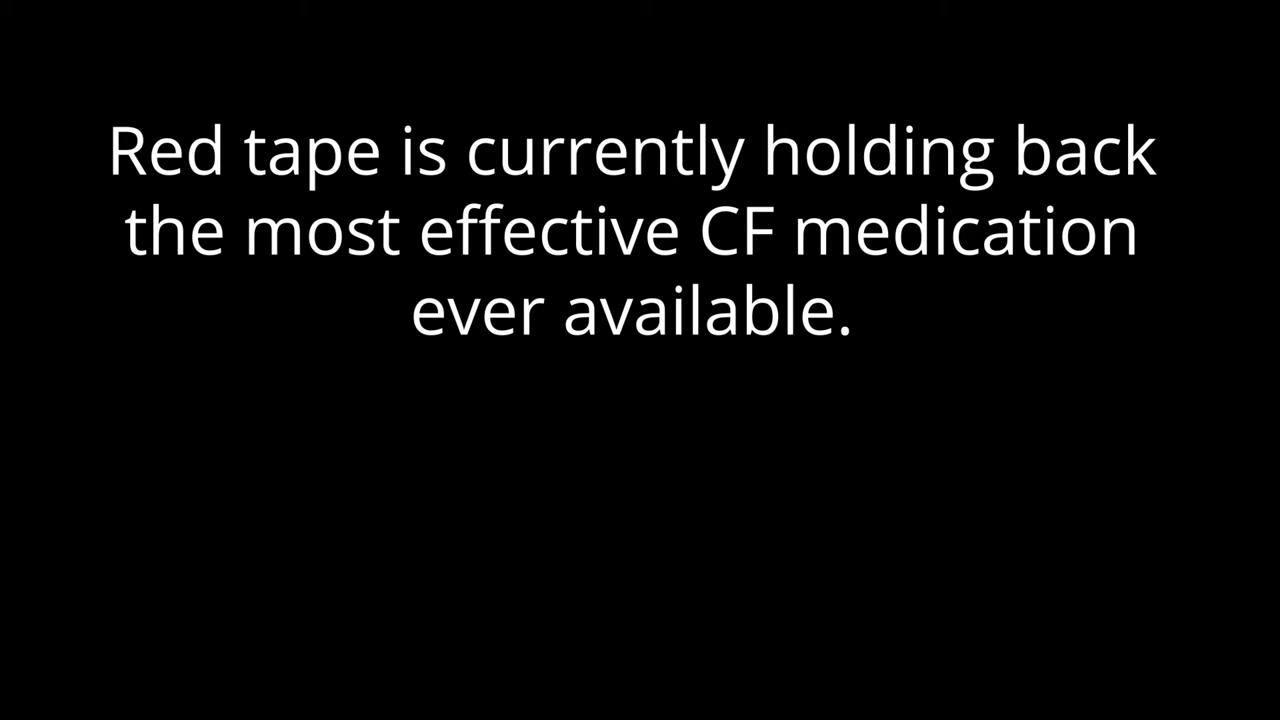 Red tape is currently holding back
the most effective CF medication
ever available.